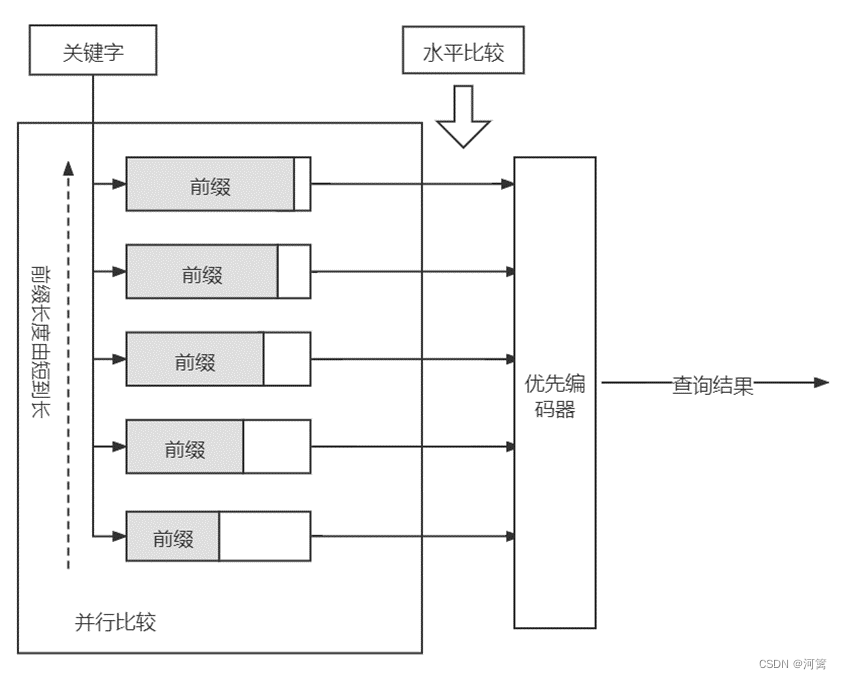 关键字
水平比较
前缀
前缀
前缀
前缀
前缀
前缀长度由短到长
并行比较
优先编
码器
查询结果
CSDN @河篱